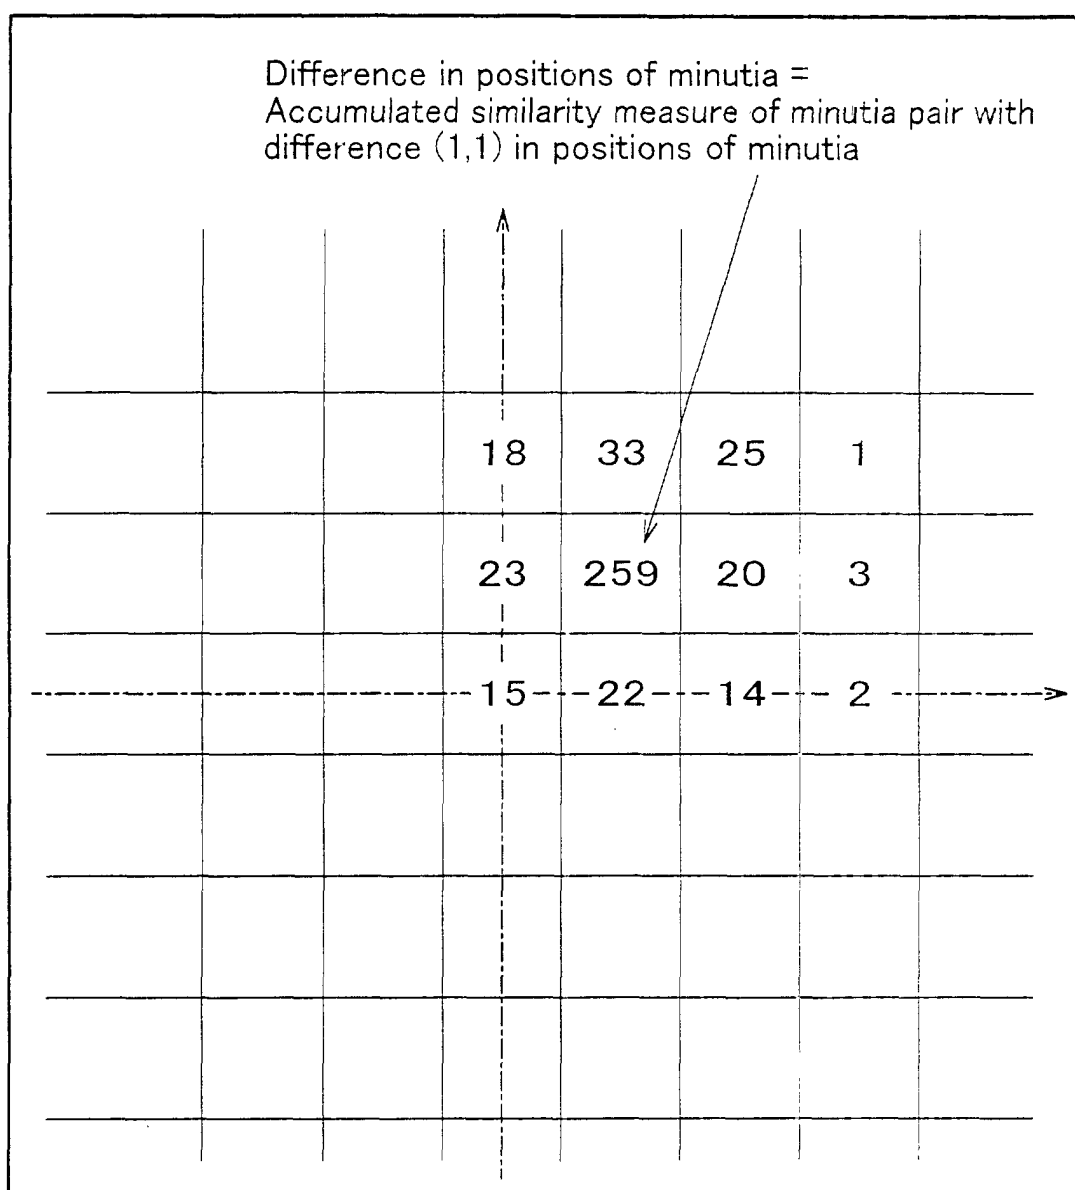 Difference in positions of minutia =
Accumulated similarity measure of minutia pair with
difference (1,1) in positions of minutia
18 33 25 1
23 259 20 3
15 22 14 2